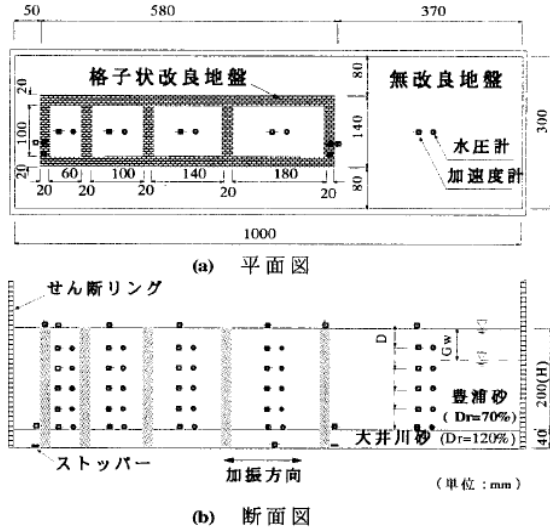 50 580 370
20
格子状改良地盤
80
無改良地盤
100
140
300
水圧計
加速度計
20
60 100 140 180
80
20 20 20 20 20
1000
(a) 平面図
せん断リング
D
Gw
200(H)
豊浦砂
(Dr=70%)
大井川砂 (Dr=120%)
40
ストッパー
加振方向
(単位:mm)
(b) 断面図